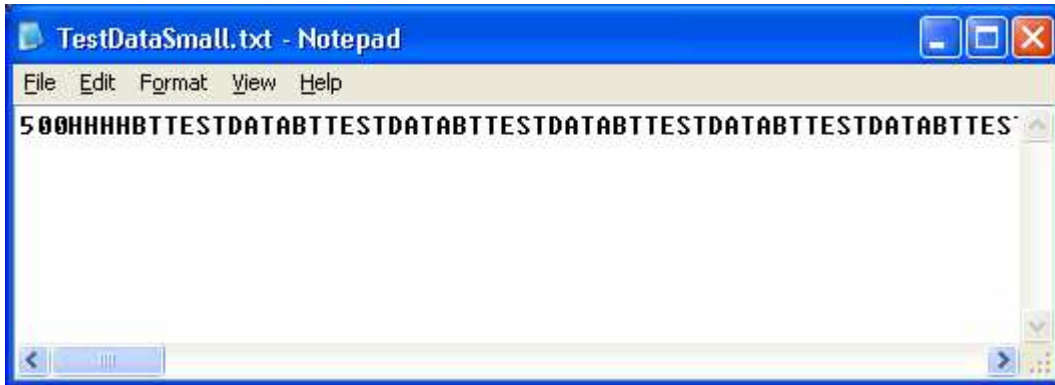 TestDataSmall.txt - Notepad
File Edit Format View Help
500HHHHBTTESTDATABTTESTDATABTTESTDATABTTESTDATABTTESTDATABTTES